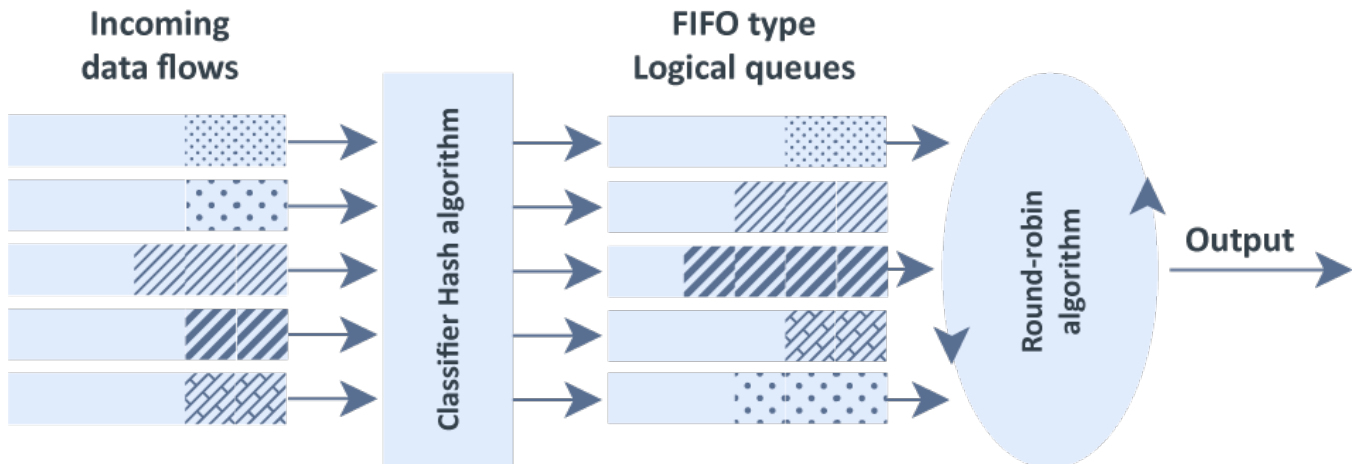 Incoming
data flows
FIFO type
Logical queues
Classifier Hash algorithm
Round-robin
algorithm
Output